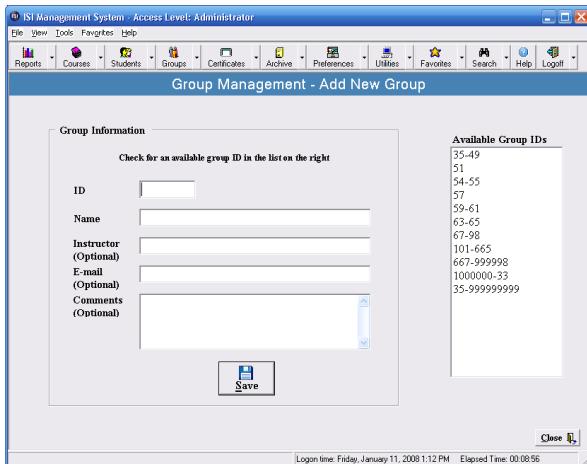 ISI Management System - Access Level: Administrator
File View Tools Favorites Help
Reports Courses Students Groups Certificates Archive Preferences Utilities Favorites Search Help Logoff
Group Management - Add New Group
Group Information
Check for an available group ID in the list on the right
ID
Name
Instructor
(Optional)
E-mail
(Optional)
Comments
(Optional)
Save
Available Group IDs
35-49
51
54-55
57
59-61
63-65
67-98
101-665
667-999998
1000000-33
35-999999999
Close
Logon time: Friday, January 11, 2008 1:12 PM Elapsed Time: 00:08:56